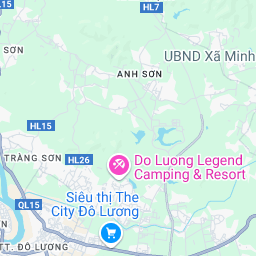 HL7
SƠN
UBND Xã Minh
ANH SƠN
HL15
TRÀNG SƠN
HL26
Do Luong Legend
Camping & Resort
Siêu thị The
City Đô Lương
QL15
TT. ĐÔ LƯƠNG